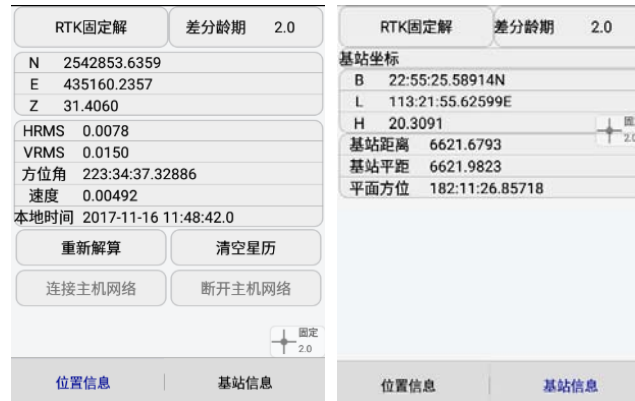 RTK固定解 差分龄期 2.0
N 2542853.6359
E 435160.2357
Z 31.4060
HRMS 0.0078
VRMS 0.0150
方位角 223:34:37.32886
速度 0.00492
本地时间 2017-11-16 11:48:42.0
重新解算 清空星历
连接主机网络 断开主机网络
固定
2.0
位置信息 基站信息
RTK固定解 差分龄期 2.0
基站坐标
B 22:55:25.58914N
L 113:21:55.62599E
H 20.3091
固
2.0
基站距离 6621.6793
基站平距 6621.9823
平面方位 182:11:26.85718
位置信息 基站信息